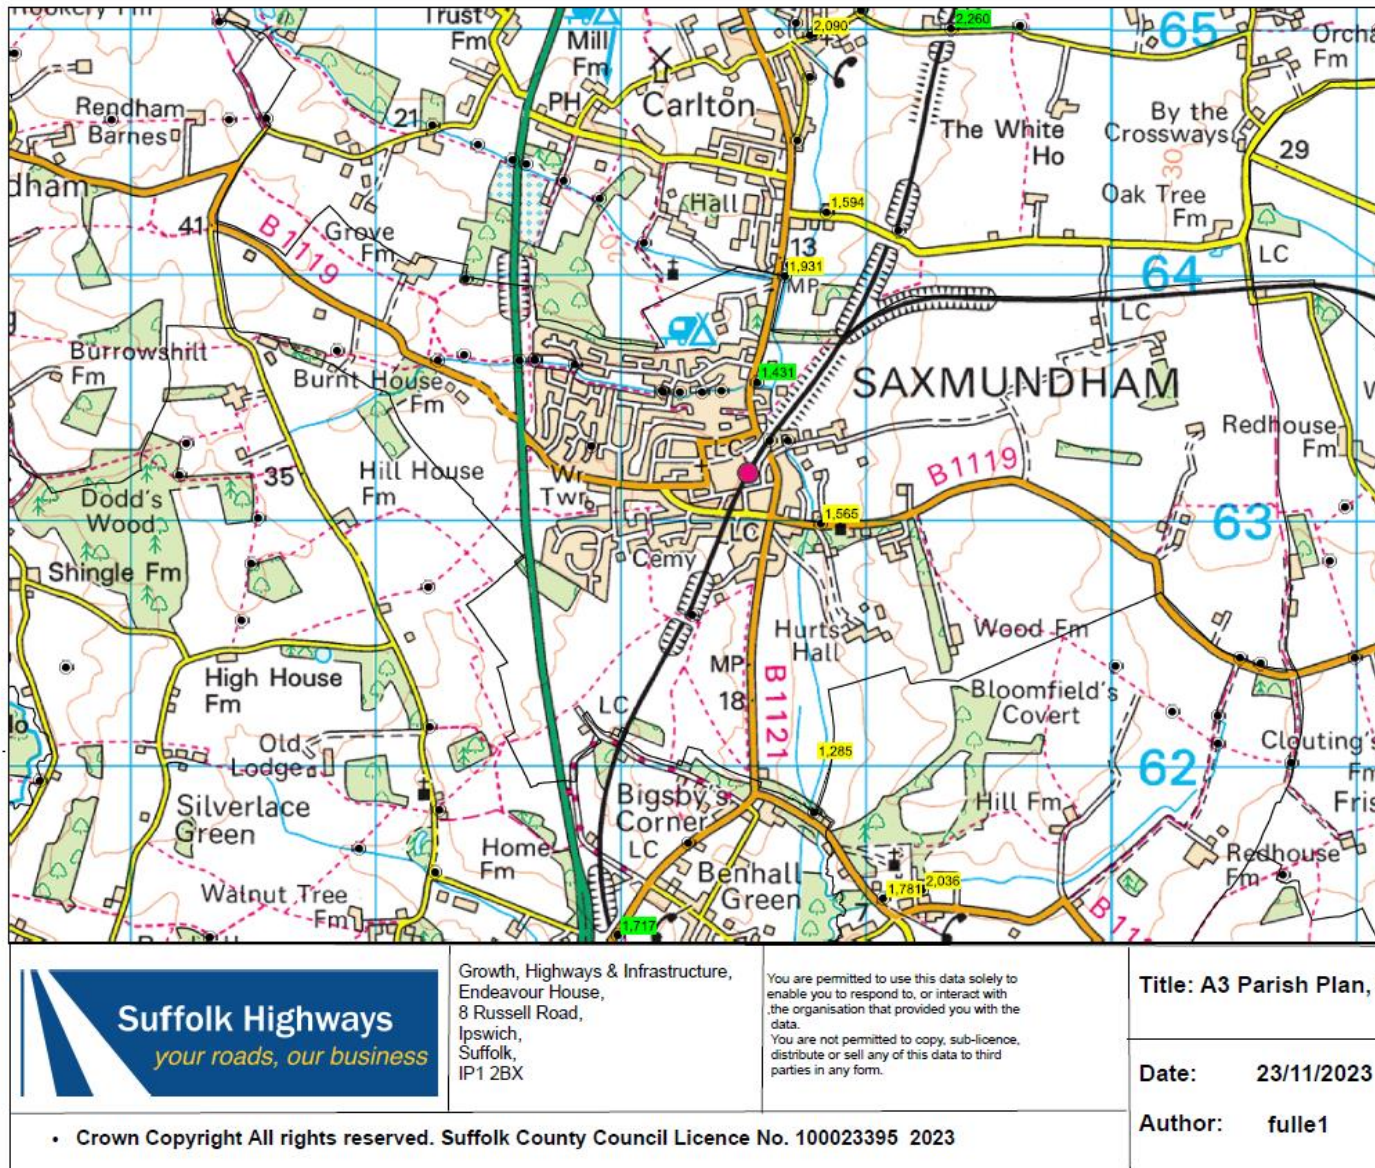 Trust
Fm
Mill
Fm
2,090
2,260
65
Fm
Rendham
Barnes
21
PH
Carlton
The White
Ho
By the
Crossways
29
30
Oak Tree
Fm
dham
41
B 1119
Grove
Fm
Hall
1,594
13
1,931
MP
64
LC
LC
Burrowshill
Fm
Burnt House
Fm
1,431
SAXMUNDHAM
Redhouse
Fm
35
Hill House
Fm
Wr
Twr
LC
B1119
Dodd's
Wood
1,565
LC
63
Shingle Fm
Cemy
Hurts
Hall
Wood Fm
High House
Fm
MP
18
B1121
LC
Bloomfield's
Covert
Old
Lodge
1,285
62
Clouting's
Fm
Silverlace
Green
Bigsby's
Corner
Hill Fm
Fris
Home
Fm
LC
Benhall
Green
Redhouse
Fm
Walnut Tree
Fm
1,781
2,036
7
1,717
Suffolk Highways
your roads, our business
Growth, Highways & Infrastructure,
Endeavour House,
8 Russell Road,
Ipswich,
Suffolk,
IP1 2BX
You are permitted to use this data solely to
enable you to respond to, or interact with
,the organisation that provided you with the
data.
You are not permitted to copy, sub-licence,
distribute or sell any of this data to third
parties in any form.
Title: A3 Parish Plan,
Date: 23/11/2023
Author: fulle1
• Crown Copyright All rights reserved. Suffolk County Council Licence No. 100023395 2023